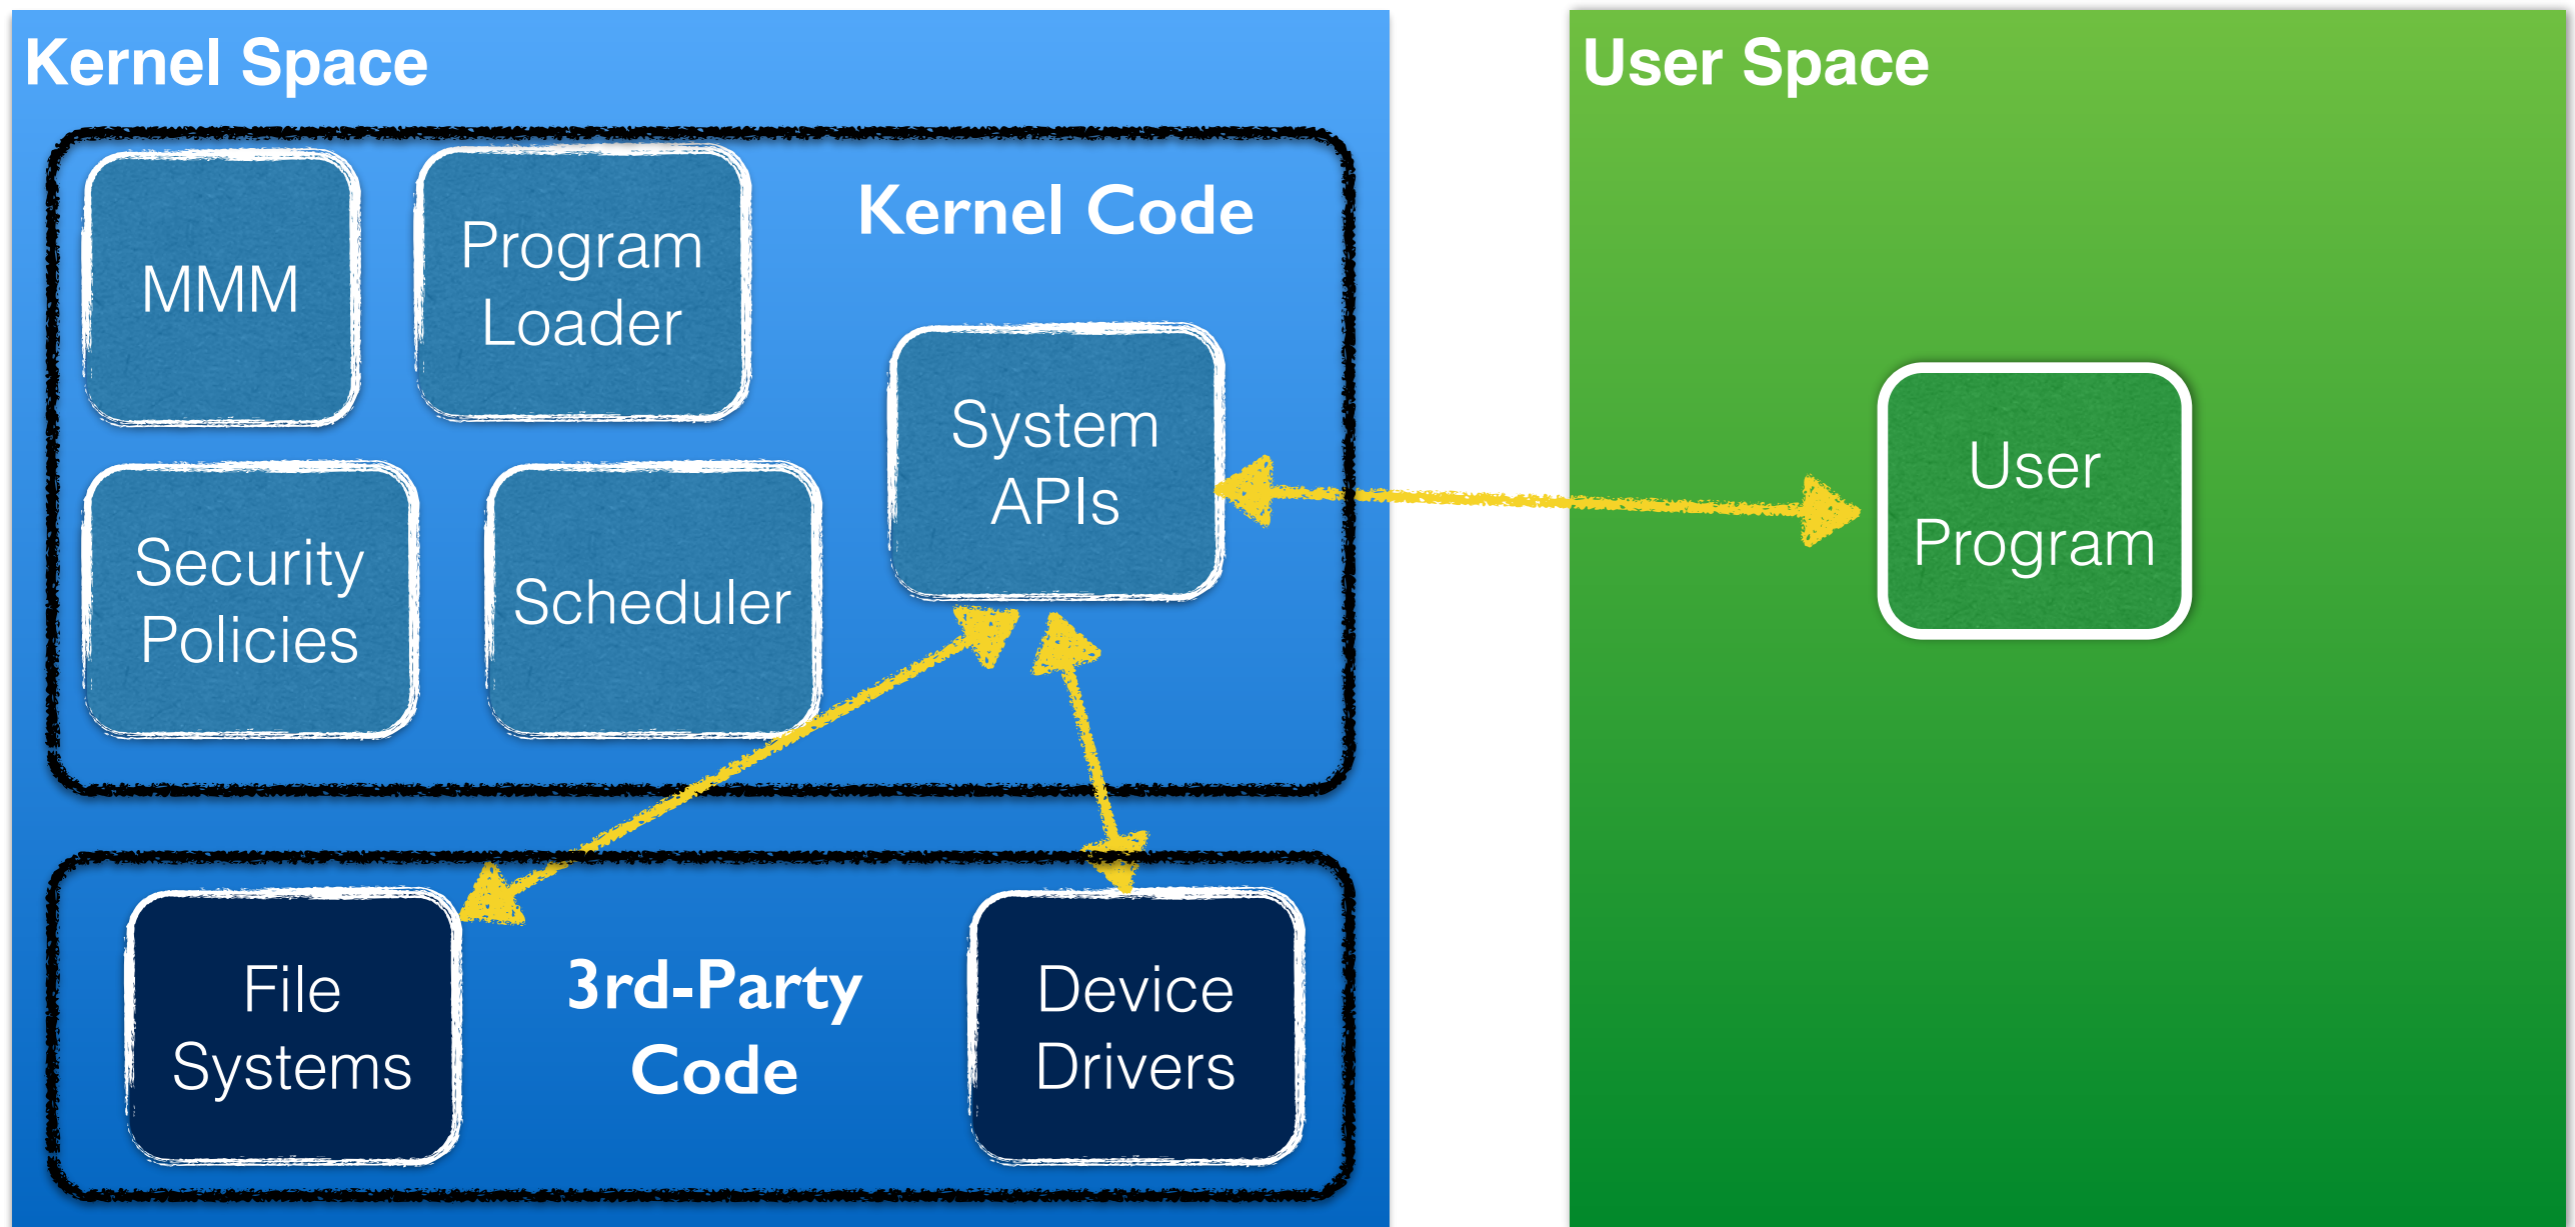 Kernel Space
MMM
Program
Loader
Kernel Code
System
APIs
Security
Policies
Scheduler
File
Systems
3rd-Party
Code
Device
Drivers
User Space
User
Program